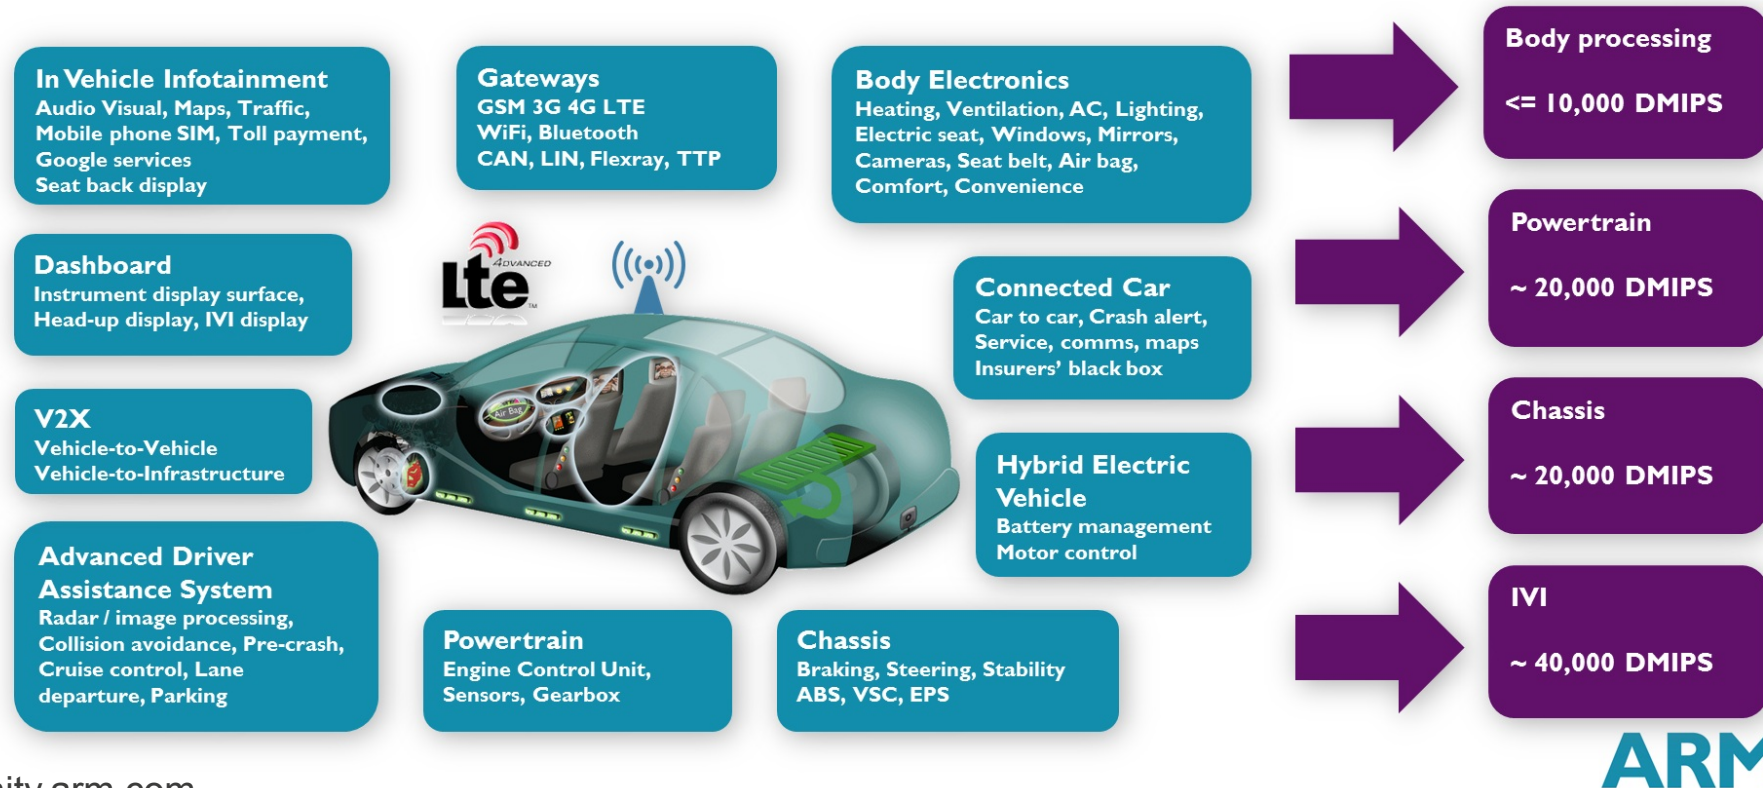 In Vehicle Infotainment
Audio Visual, Maps, Traffic,
Mobile phone SIM, Toll payment,
Google services
Seat back display
Gateways
GSM 3G 4G LTE
WiFi, Bluetooth
CAN, LIN, Flexray, TTP
Body Electronics
Heating, Ventilation, AC, Lighting,
Electric seat, Windows, Mirrors,
Cameras, Seat belt, Air bag,
Comfort, Convenience
Body processing
<= 10,000 DMIPS
Dashboard
Instrument display surface,
Head-up display, IVI display
4DVANCED
Lte
TM
Connected Car
Car to car, Crash alert,
Service, comms, maps
Insurers’ black box
Powertrain
~ 20,000 DMIPS
V2X
Vehicle-to-Vehicle
Vehicle-to-Infrastructure
Air Bag
Hybrid Electric
Vehicle
Battery management
Motor control
Chassis
~ 20,000 DMIPS
Advanced Driver
Assistance System
Radar / image processing,
Collision avoidance, Pre-crash,
Cruise control, Lane
departure, Parking
Powertrain
Engine Control Unit,
Sensors, Gearbox
Chassis
Braking, Steering, Stability
ABS, VSC, EPS
IVI
~ 40,000 DMIPS
ARM